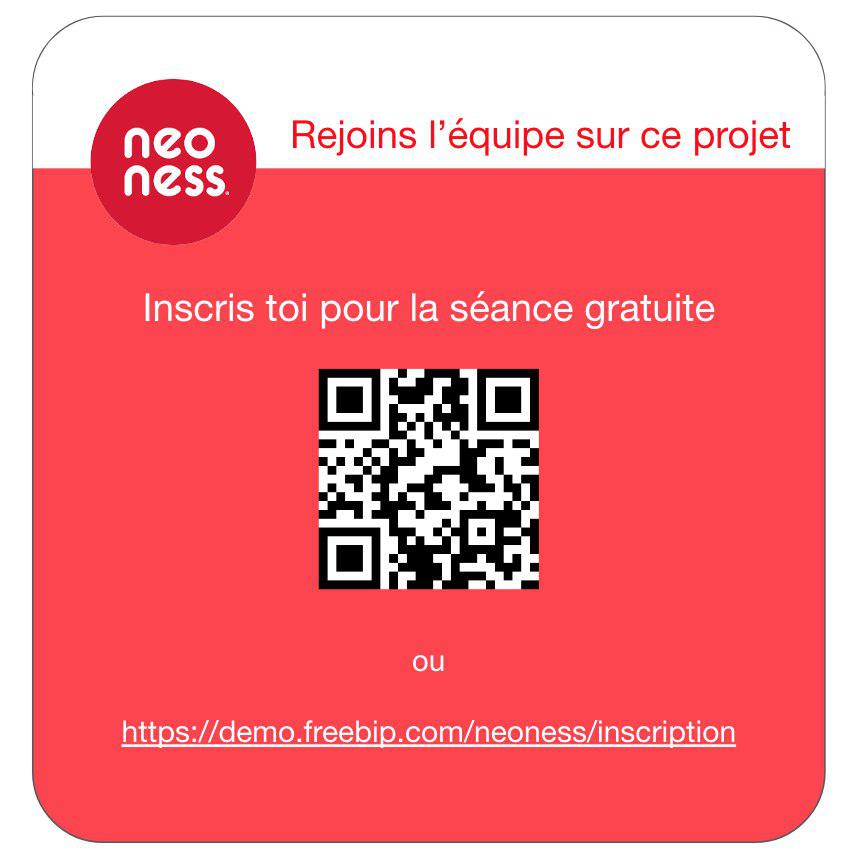 neo
ness.
Rejoins l’équipe sur ce projet
Inscris toi pour la séance gratuite
ou
https://demo.freebip.com/neoness/inscription